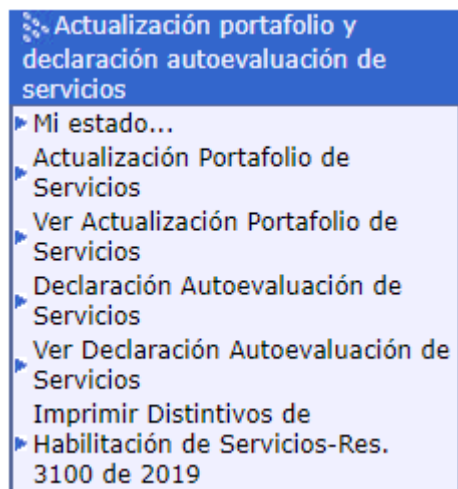 Actualización portafolio y
declaración autoevaluación de
servicios
Mi estado...
Actualización Portafolio de
Servicios
Ver Actualización Portafolio de
Servicios
Declaración Autoevaluación de
Servicios
Ver Declaración Autoevaluación de
Servicios
Imprimir Distintivos de
Habilitación de Servicios-Res.
3100 de 2019